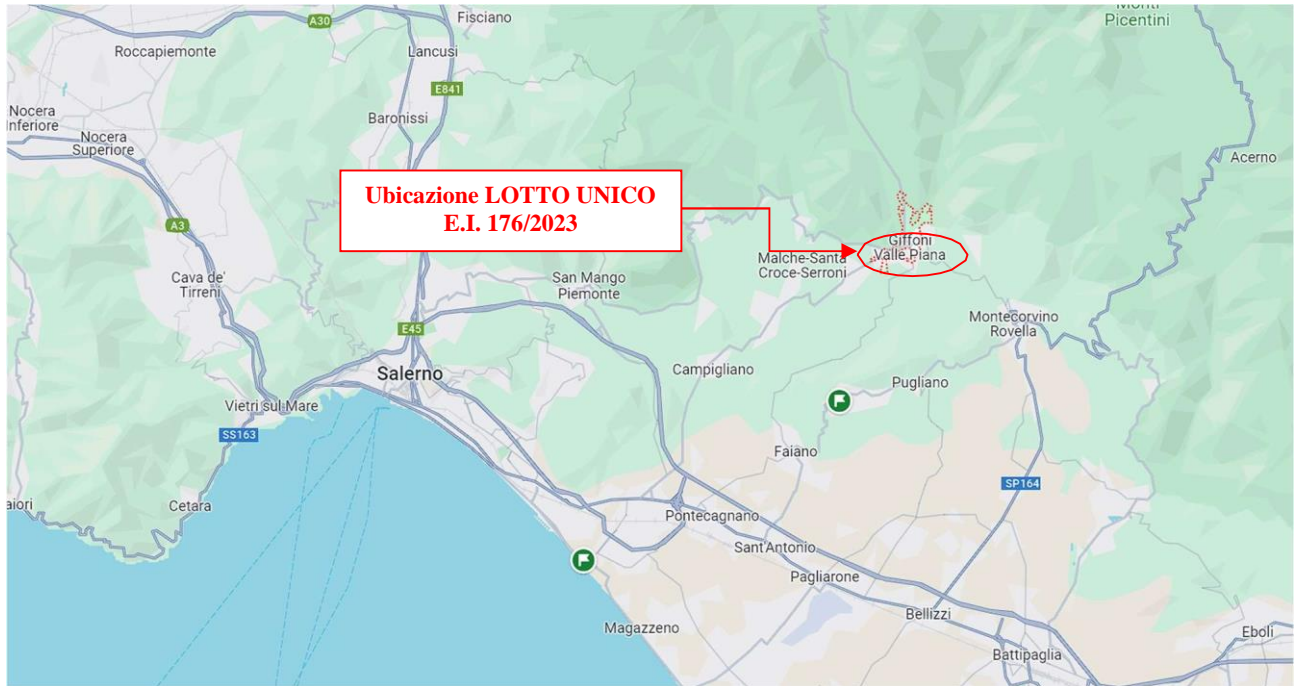 Fisciano
Monti
Picentini
A30
Roccapiemonte
Lancusi
E841
Nocera
Inferiore
Baronissi
Nocera
Superiore
Acerno
Ubicazione LOTTO UNICO
E.I. 176/2023
A3
Giffoni
Valle Piana
Malche-Santa
Croce-Serroni
Cava de'
Tirreni
San Mango
Piemonte
Montecorvino
Rovella
E45
Salerno
Campigliano
Pugliano
Vietri sul Mare
SS163
Faiano
SP164
aiori
Cetara
Pontecagnano
Sant'Antonio
Pagliarone
Bellizzi
Magazzeno
Eboli
Battipaglia